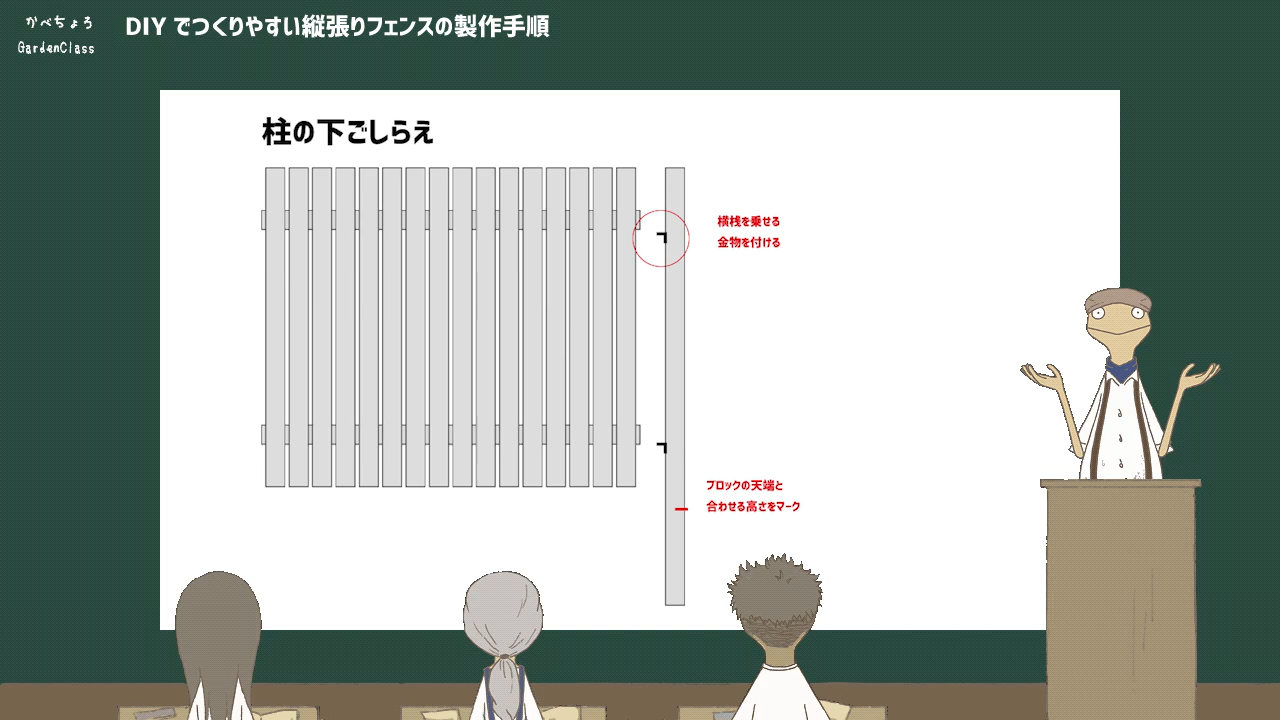 かべちょろ
GardenClass
DIY でつくりやすい縦張りフェンスの製作手順
柱の下ごしらえ
横桟を乗せる
金物を付ける
ブロックの天端と
合わせる高さをマーク